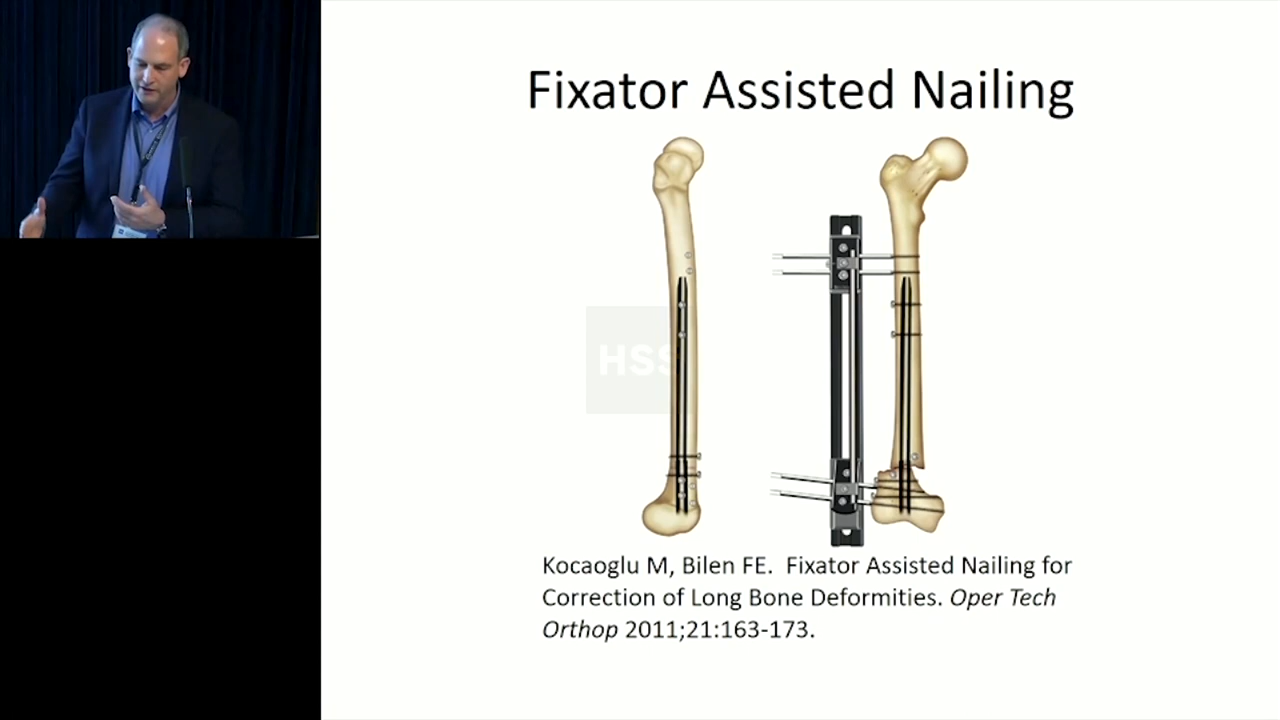 Fixator Assisted Nailing
HSS
Kocaoglu M, Bilen FE.  Fixator Assisted Nailing for
Correction of Long Bone Deformities. Oper Tech
Orthop 2011;21:163-173.